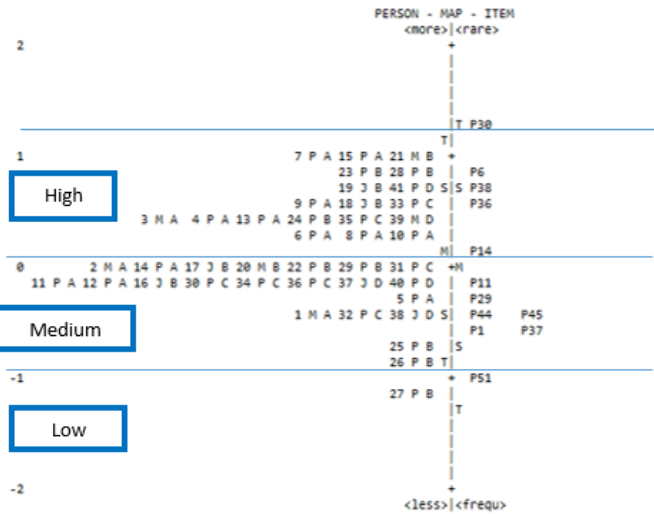 PERSON - MAP - ITEM
<more>|<rare>
2 +
|
|
|
|
|T P30
T|
1 7 P A 15 P A 21 M B +
23 P B 28 P B | P6
High 19 J B 41 P D S|S P38
9 P A 18 J B 33 P C | P36
3 M A 4 P A 13 P A 24 P B 35 P C 39 M D |
6 P A 8 P A 10 P A |
M| P14
0 2 M A 14 P A 17 J B 20 M B 22 P B 29 P B 31 P C +M
11 P A 12 P A 16 J B 30 P C 34 P C 36 P C 37 J D 40 P D | P11
5 P A | P29
Medium 1 M A 32 P C 38 J D S| P44 P45
| P1 P37
25 P B |S
26 P B T|
-1 + P51
27 P B |
|T
Low |
|
|
|
-2 +
<less>|<frequ>